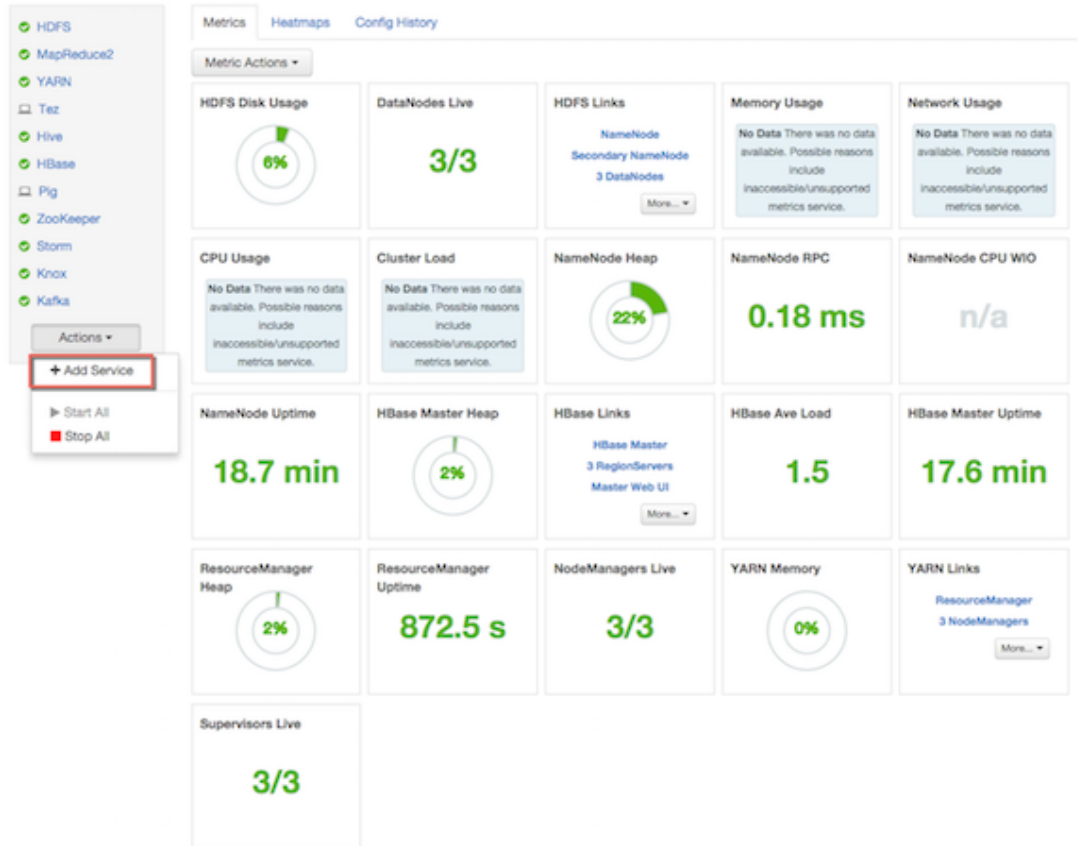 HDFS
MapReduce2
YARN
Tez
Hive
HBase
Pig
ZooKeeper
Storm
Knox
Kafka
Actions
+ Add Service
Start All
Stop All
Metrics
Heatmaps
Config History
Metric Actions
HDFS Disk Usage
6%
DataNodes Live
3/3
HDFS Links
NameNode
Secondary NameNode
3 DataNodes
More...
Memory Usage
No Data There was no data
available. Possible reasons
include
inaccessible/unsupported
metrics service.
Network Usage
No Data There was no data
available. Possible reasons
include
inaccessible/unsupported
metrics service.
CPU Usage
No Data There was no data
available. Possible reasons
include
inaccessible/unsupported
metrics service.
Cluster Load
No Data There was no data
available. Possible reasons
include
inaccessible/unsupported
metrics service.
NameNode Heap
22%
NameNode RPC
0.18 ms
NameNode CPU WIO
n/a
NameNode Uptime
18.7 min
HBase Master Heap
2%
HBase Links
HBase Master
3 RegionServers
Master Web UI
More...
HBase Ave Load
1.5
HBase Master Uptime
17.6 min
ResourceManager
Heap
2%
ResourceManager
Uptime
872.5 s
NodeManagers Live
3/3
YARN Memory
0%
YARN Links
ResourceManager
3 NodeManagers
More...
Supervisors Live
3/3